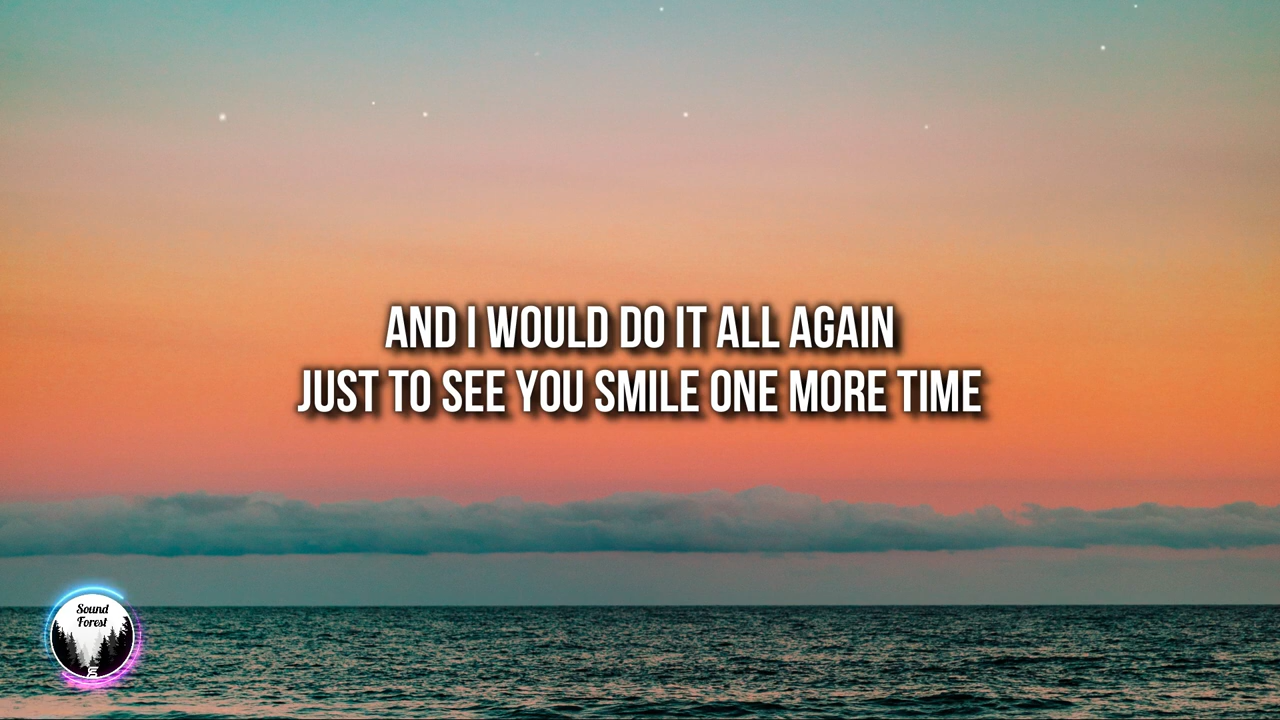 AND I WOULD DO IT ALL AGAIN
JUST TO SEE YOU SMILE ONE MORE TIME
Sound
Forest